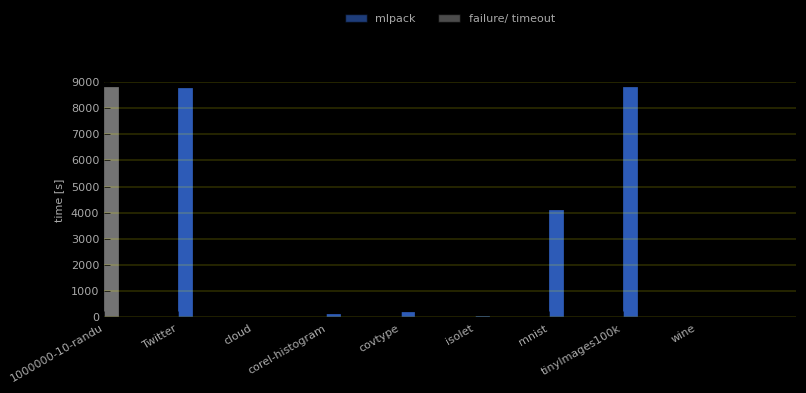 mlpack
failure/ timeout
9000
8000
7000
6000
5000
4000
3000
2000
1000
0
time [s]
1000000-10-randu
Twitter
cloud
corel-histogram
covtype
isolet
mnist
tinyImages100k
wine